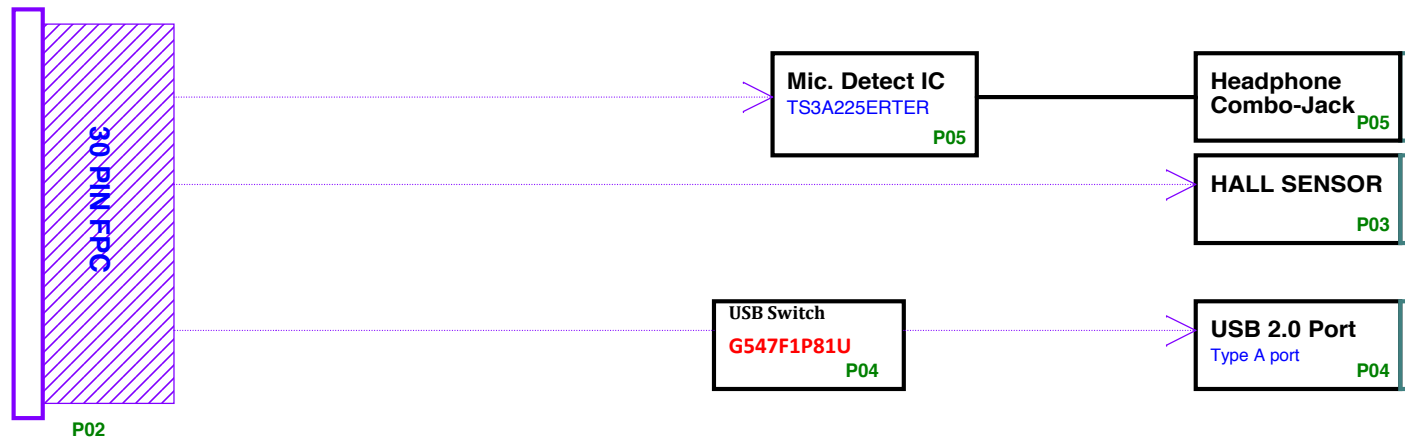 30 PIN FPC
P02
Mic. Detect IC
TS3A225ERTER
P05
Headphone
Combo-Jack
P05
HALL SENSOR
P03
USB Switch
G547F1P81U
P04
USB 2.0 Port
Type A port
P04